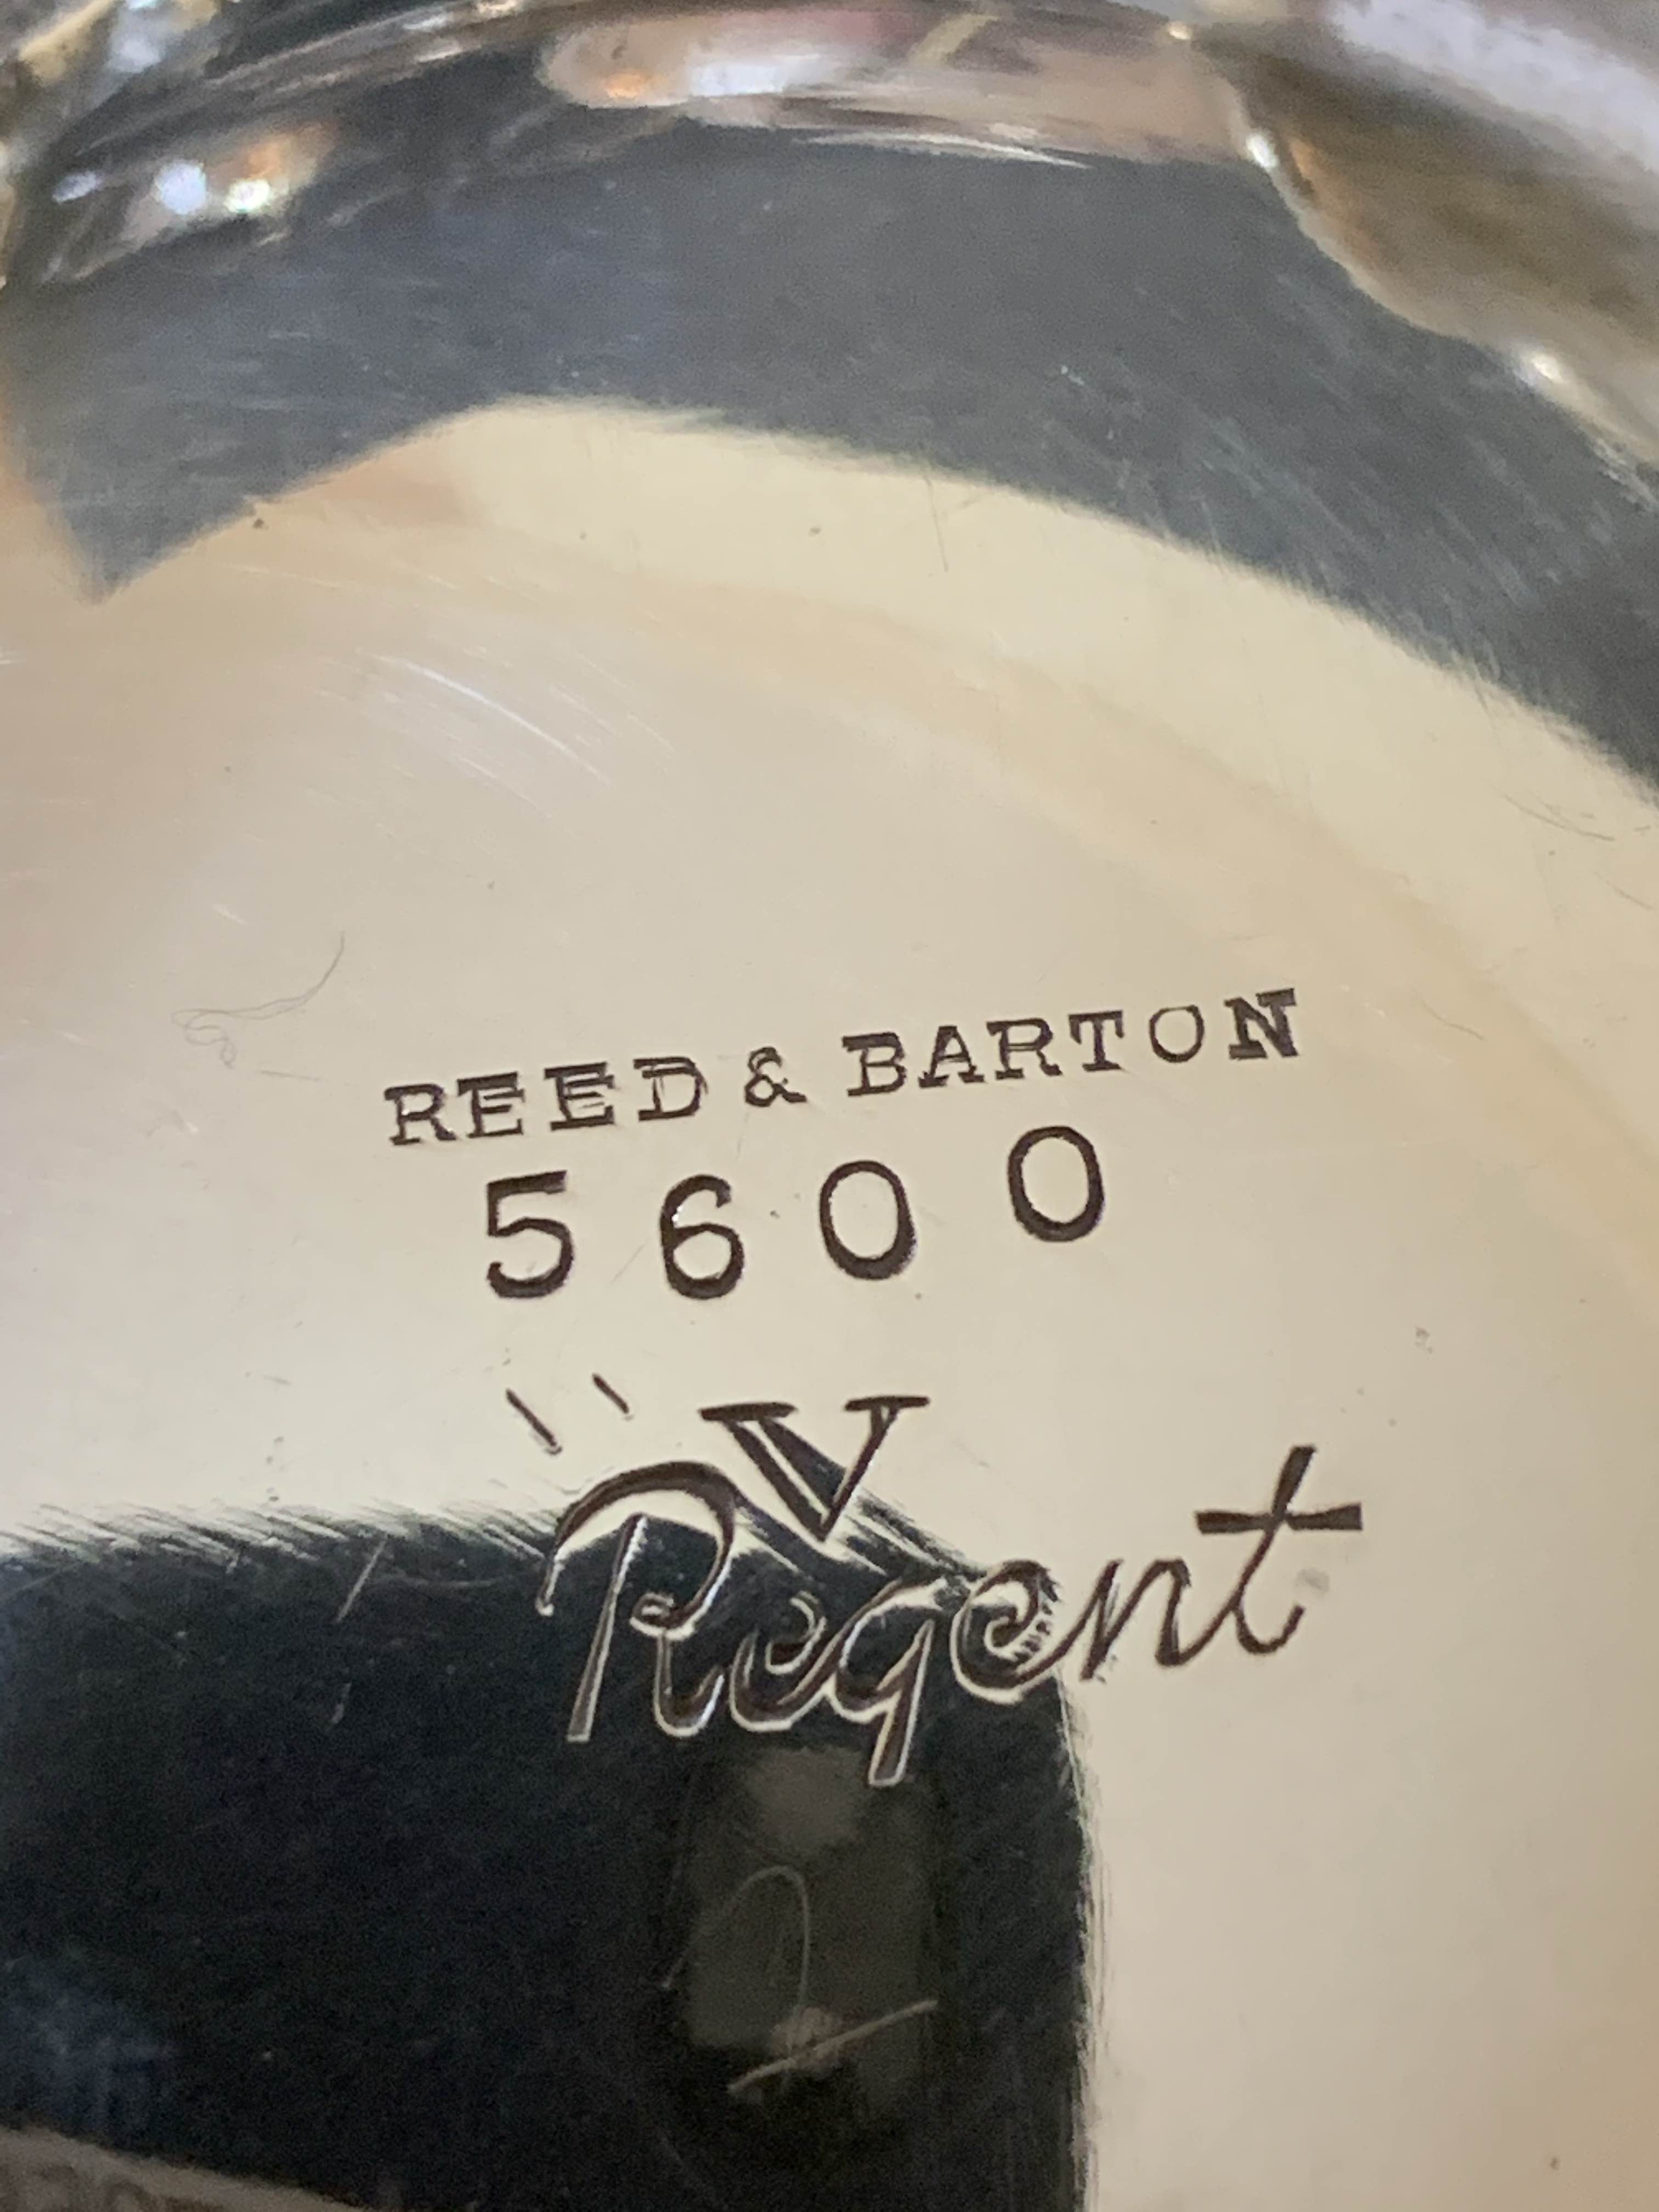 REED & BARTON
5600
\ \ V
Regent